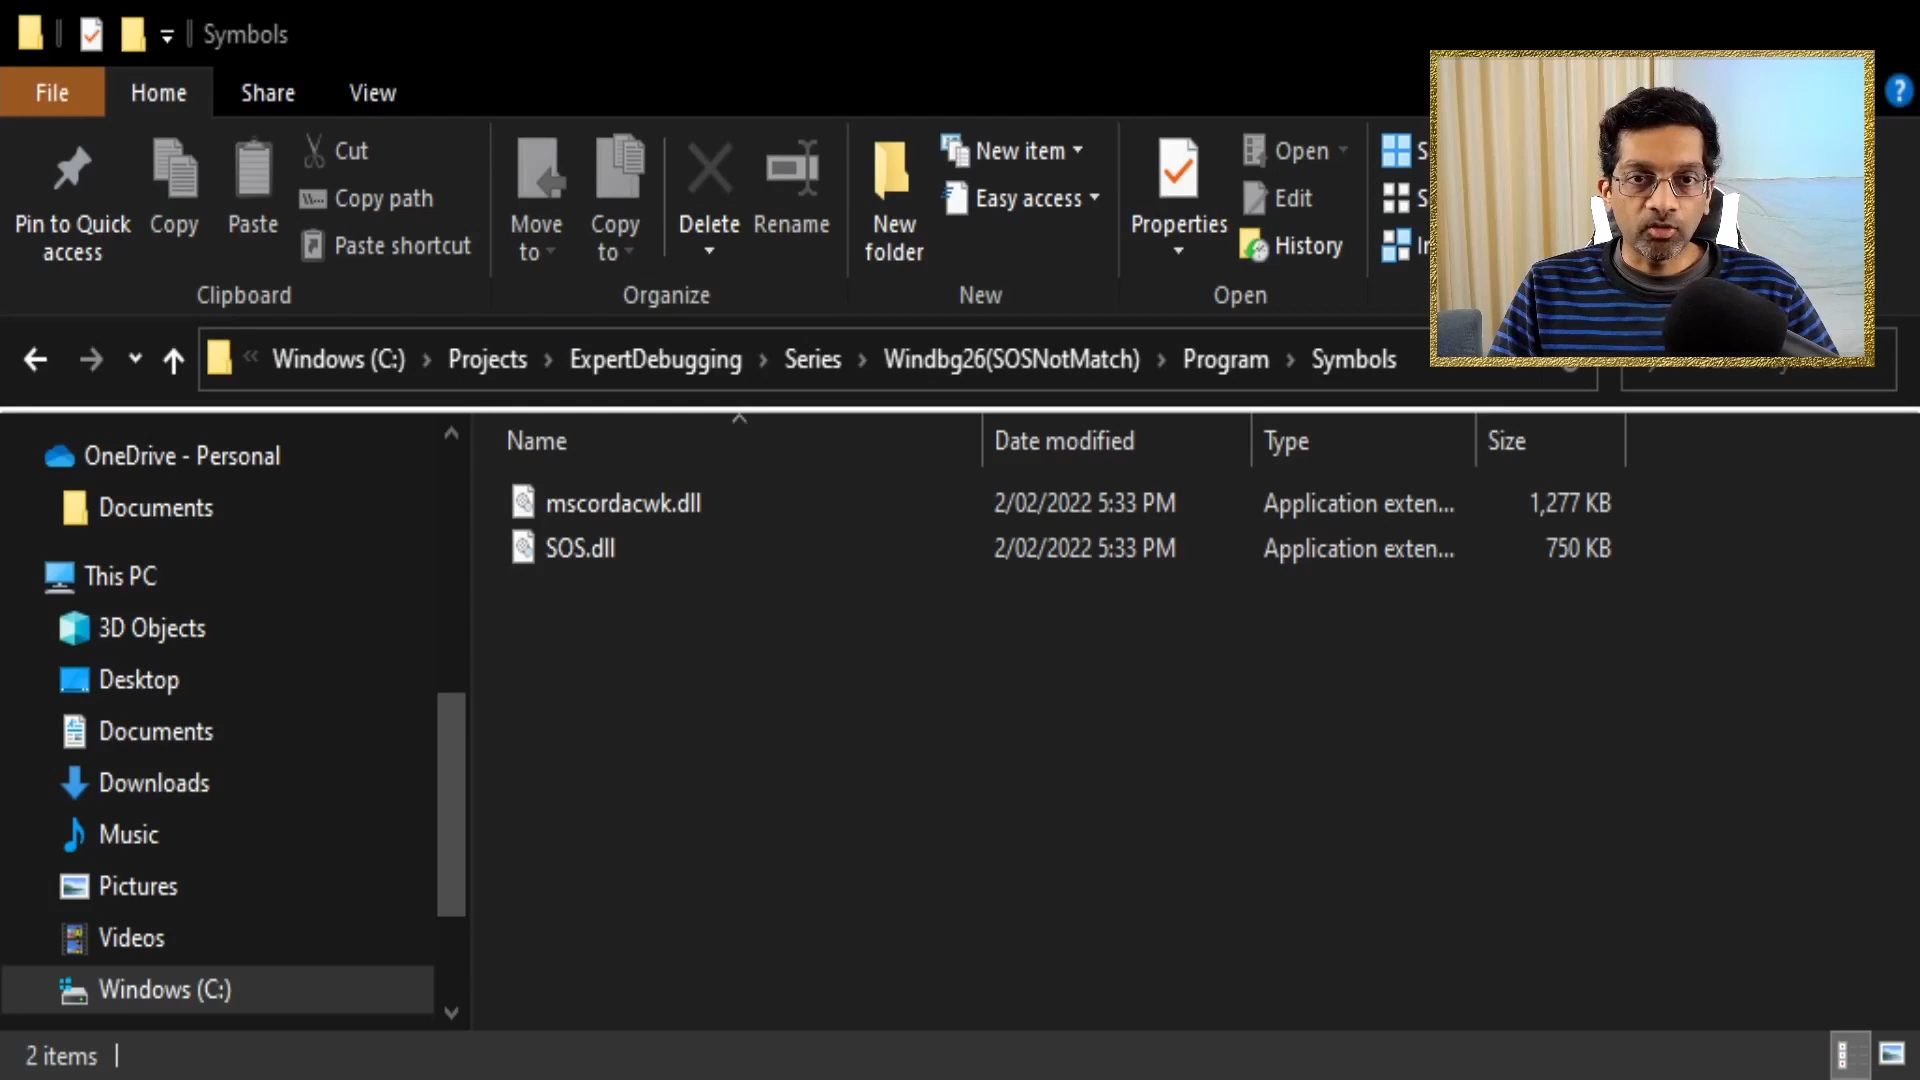 Symbols
File Home Share View
Pin to Quick access
Copy
Paste
Cut
Copy path
Paste shortcut
Clipboard
Move to
Copy to
Delete
Rename
Organize
New folder
New item
Easy access
New
Properties
Open
Edit
History
Open
« Windows (C:) › Projects › ExpertDebugging › Series › Windbg26(SOSNotMatch) › Program › Symbols
OneDrive - Personal
Documents
This PC
3D Objects
Desktop
Documents
Downloads
Music
Pictures
Videos
Windows (C:)
Name Date modified Type Size
mscordacwk.dll 2/02/2022 5:33 PM Application exten... 1,277 KB
SOS.dll 2/02/2022 5:33 PM Application exten... 750 KB
2 items